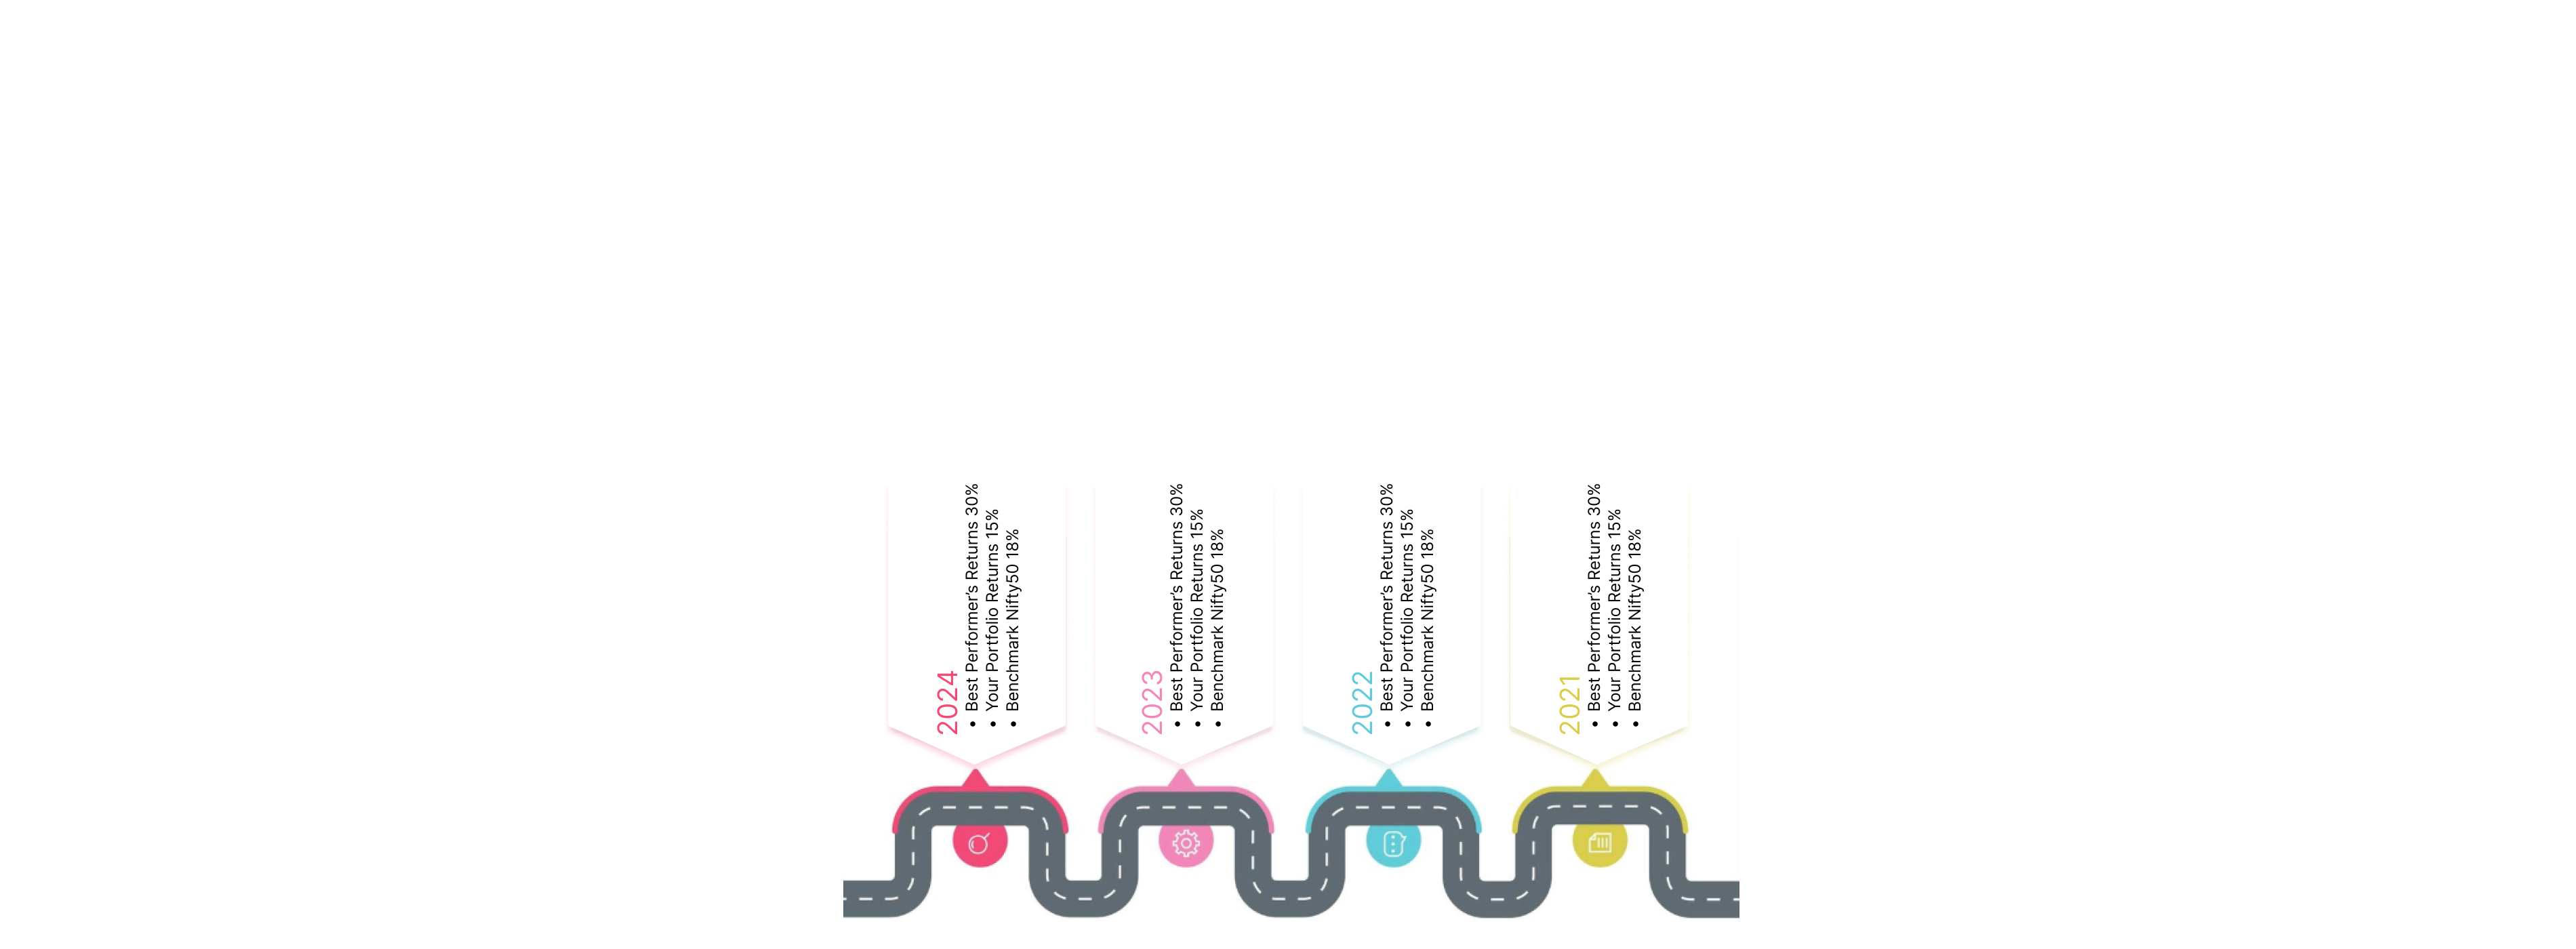 2024
• Best Performer's Returns 30%
• Your Portfolio Returns 15%
• Benchmark Nifty50 18%
2023
• Best Performer's Returns 30%
• Your Portfolio Returns 15%
• Benchmark Nifty50 18%
2022
• Best Performer's Returns 30%
• Your Portfolio Returns 15%
• Benchmark Nifty50 18%
2021
• Best Performer's Returns 30%
• Your Portfolio Returns 15%
• Benchmark Nifty50 18%